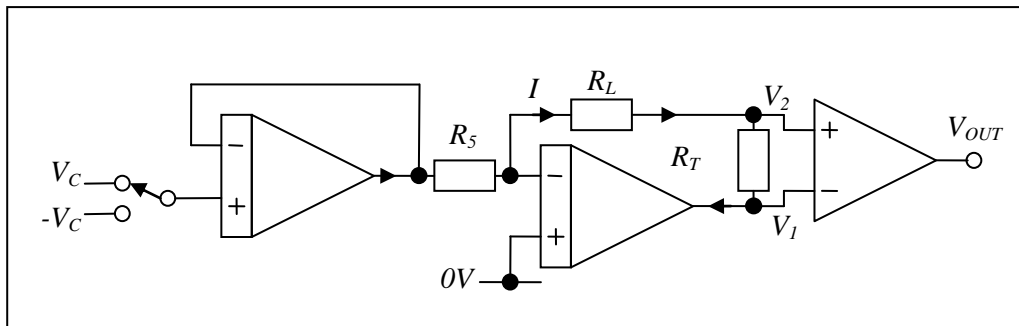 I
R_L
V_2
V_OUT
R_5
R_T
V_C
-V_C
V_1
0V
-
+
-
+
+
-